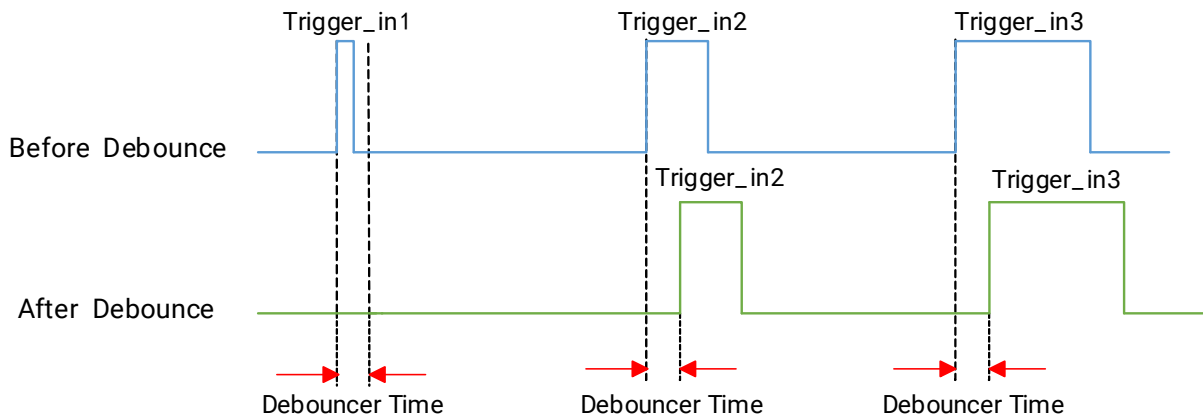 Trigger_in1
Trigger_in2
Trigger_in3
Before Debounce
Trigger_in2
Trigger_in3
After Debounce
Debouncer Time
Debouncer Time
Debouncer Time